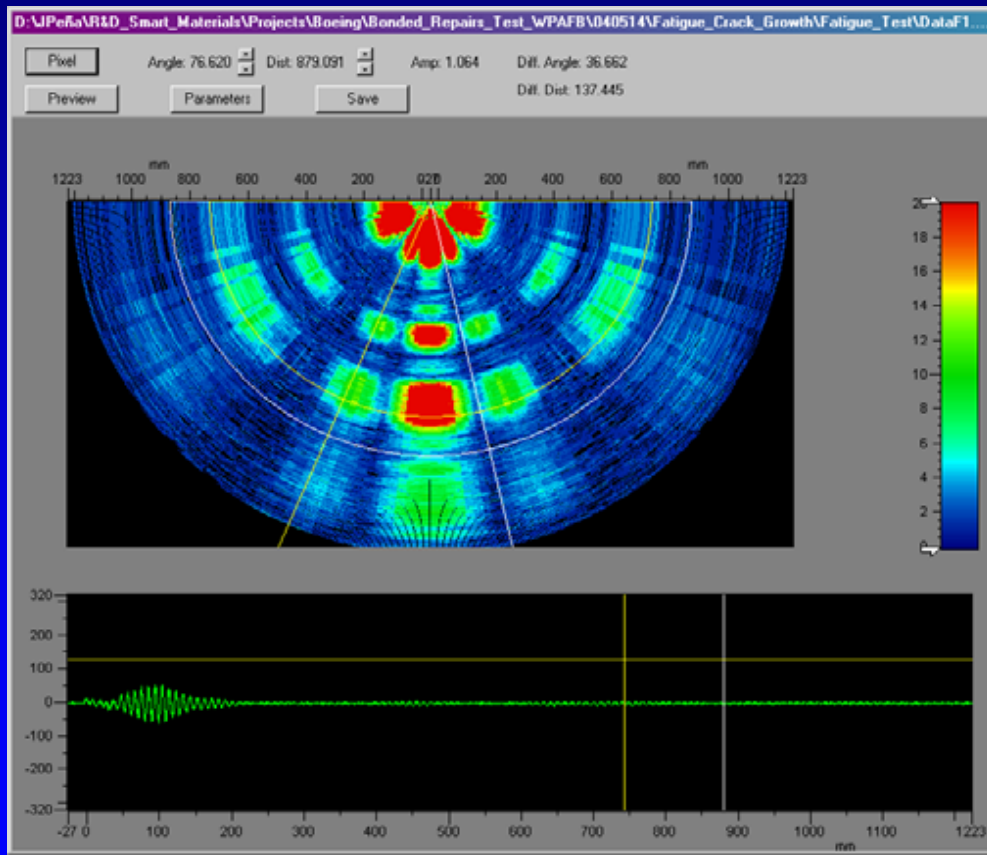 D:\JPeña\R&D_Smart_Materials\Projects\Boeing\Bonded_Repairs_Test_WPAFB\040514\Fatigue_Crack_Growth\Fatigue_Test\DataF1...
Pixel Angle: 76.620 Dist: 879.091 Amp: 1.064 Diff. Angle: 36.662
Preview Parameters Save Diff. Dist: 137.445
mm mm
1223 1000 800 600 400 200 200 400 600 800 1000 1223
20
18
16
14
12
10
8
6
4
2
0
320
200
100
0
-100
-200
-320
-27 0 100 200 300 400 500 600 700 800 900 1000 1100 1223
mm